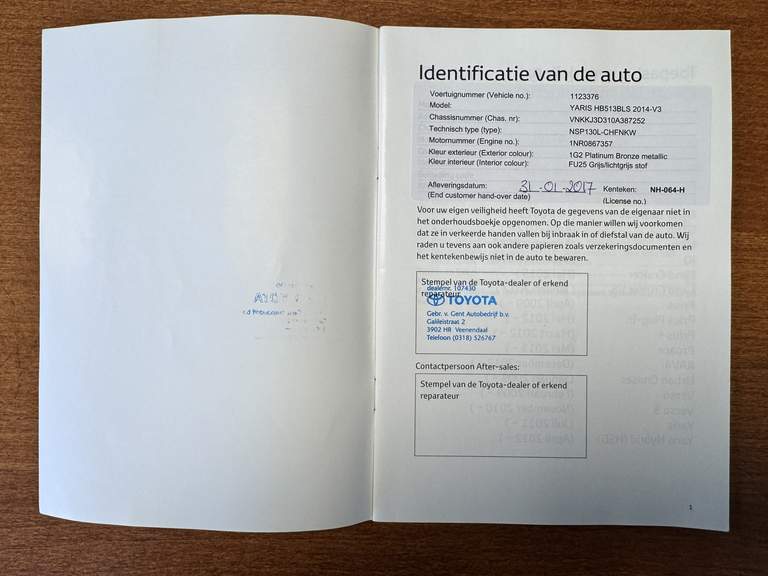 Identificatie van de auto
Voertuignummer (Vehicle no.): 1123376
Model: YARIS HB513BLS 2014-V3
Chassisnummer (Chas. nr): VNKKJ3D310A387252
Technisch type (type): NSP130L-CHFNKW
Motornummer (Engine no.): 1NR0867357
Kleur exterieur (Exterior colour): 1G2 Platinum Bronze metallic
Kleur interieur (Interior colour): FU25 Grijs/lichtgrijs stof
Afleveringsdatum: 31-01-2017 Kenteken: NH-064-H
(End customer hand-over date) (License no.)
Voor uw eigen veiligheid heeft Toyota de gegevens van de eigenaar niet in
het onderhoudsboekje opgenomen. Op die manier willen wij voorkomen
dat ze in verkeerde handen vallen bij inbraak in of diefstal van de auto. Wij
raden u tevens aan ook andere papieren zoals verzekeringsdocumenten en
het kentekenbewijs niet in de auto te bewaren.
Stempel van de Toyota-dealer of erkend
reparateur
dealernr. 107430
TOYOTA
Gebr. v. Gent Autobedrijf b.v.
Galileistraat 2
3902 HR Veenendaal
Telefoon (0318) 526767
Contactpersoon After-sales:
Stempel van de Toyota-dealer of erkend
reparateur
1